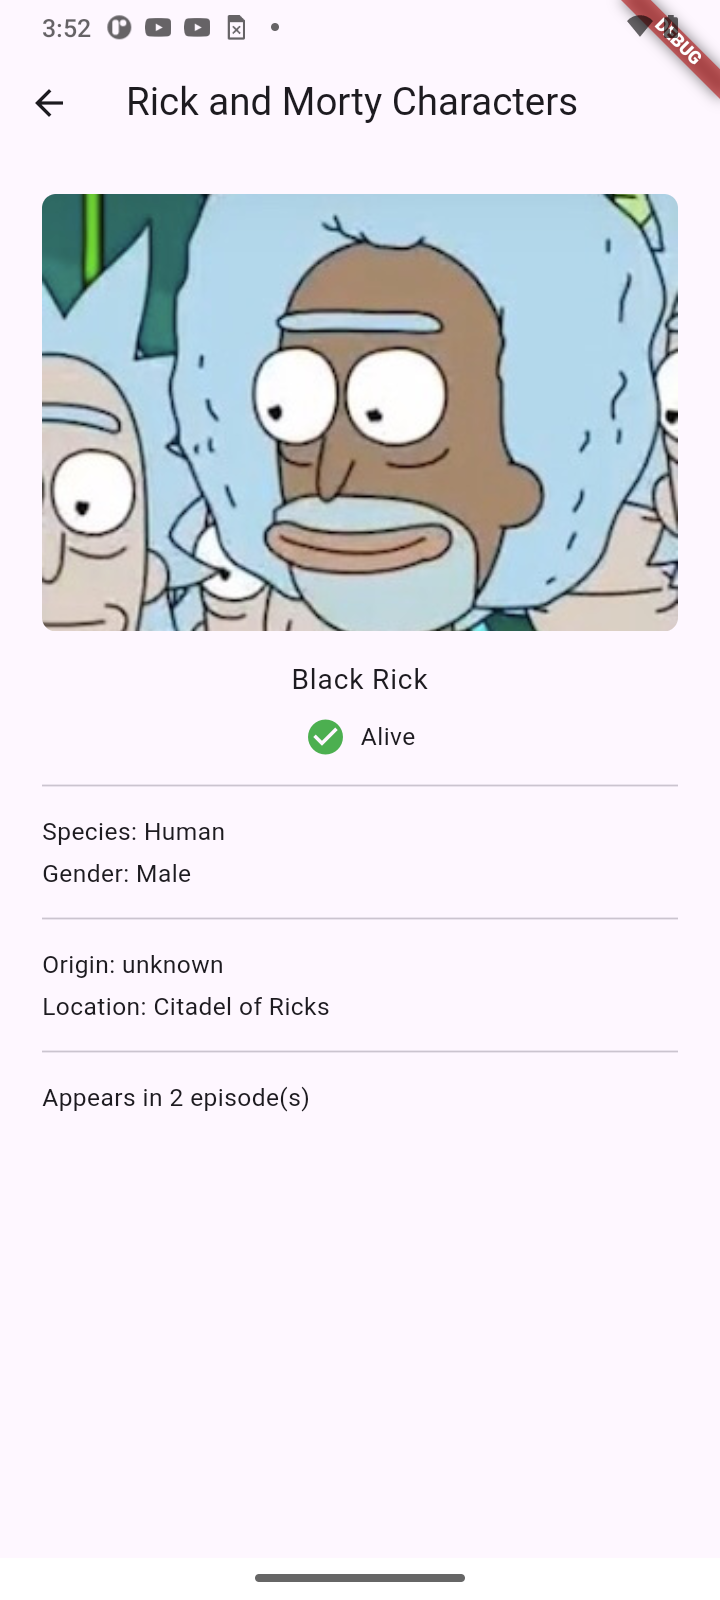 3:52
DEBUG
Rick and Morty Characters
Black Rick
Alive
Species: Human
Gender: Male
Origin: unknown
Location: Citadel of Ricks
Appears in 2 episode(s)